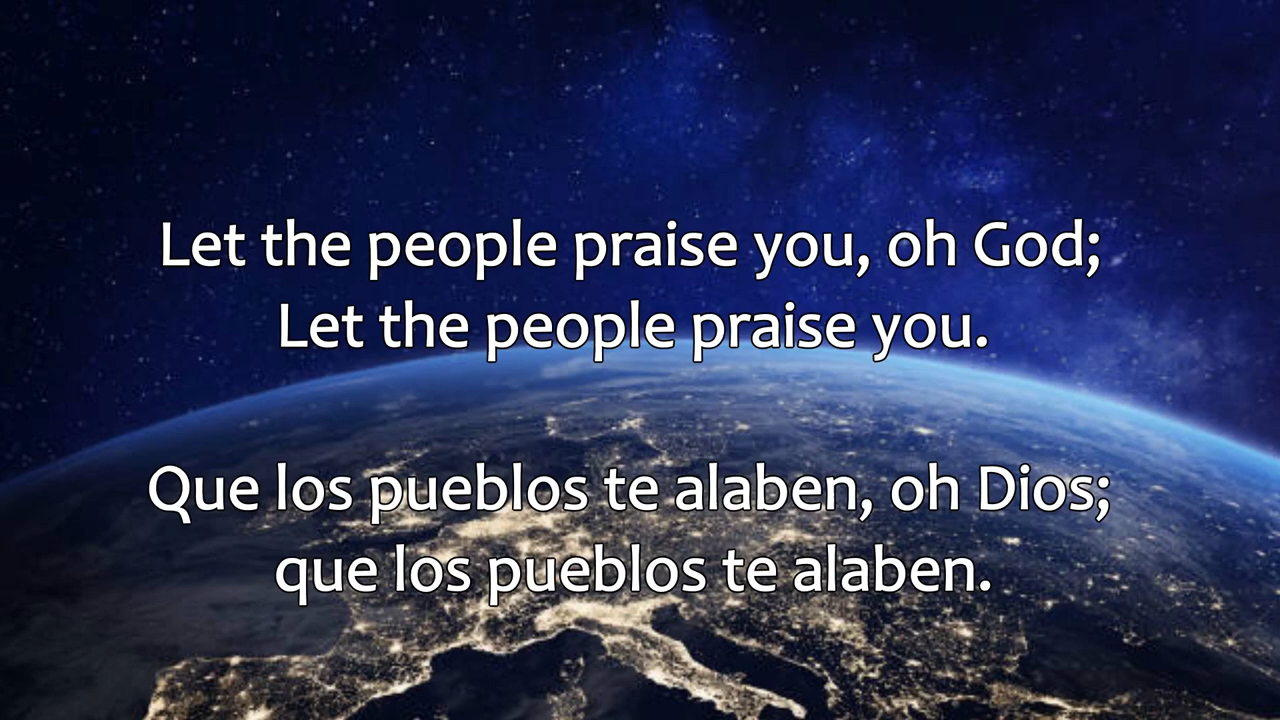 Let the people praise you, oh God;
Let the people praise you.
Que los pueblos te alaben, oh Dios;
que los pueblos te alaben.